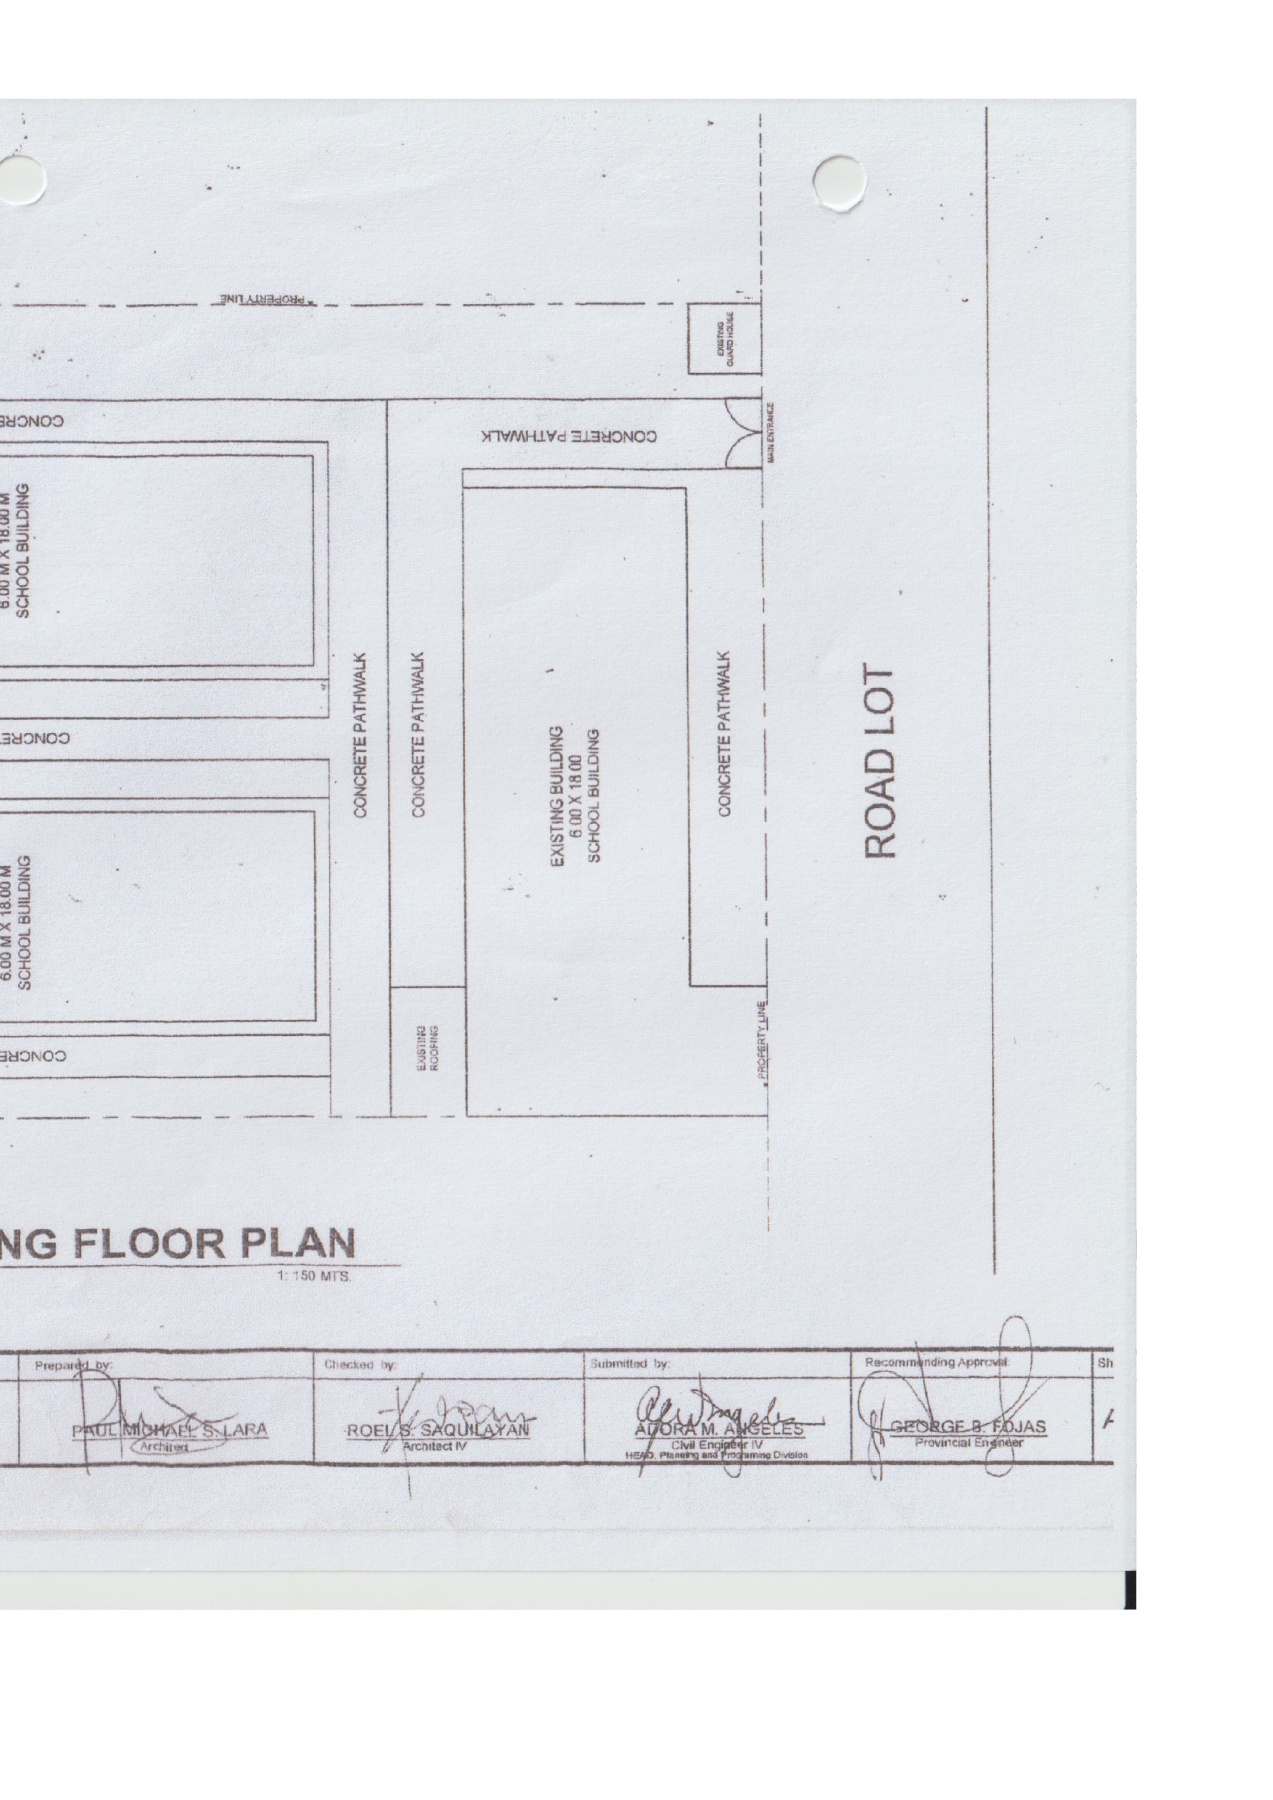 PROPERTY LINE
EXISTING
GUARD HOUSE
CONCRE
CONCRETE PATHWALK
MAIN ENTRANCE
6.00 M X 18.00 M
SCHOOL BUILDING
CONCRETE PATHWALK
CONCRETE PATHWALK
CONCRETE PATHWALK
ROAD LOT
CONCRE
EXISTING BUILDING
6.00 X 18.00
SCHOOL BUILDING
6.00 M X 18.00 M
SCHOOL BUILDING
EXISTING
ROOFING
PROPERTY LINE
CONCRE
NG FLOOR PLAN
1: 150 MTS.
Prepared by:
PAUL MICHAEL S. LARA
Architect
Checked by:
ROEL S. SAQUILAYAN
Architect IV
Submitted by:
ADORA M. ANGELES
Civil Engineer IV
HEAD, Planning and Programing Division
Recommending Approval:
GEORGE B. FOJAS
Provincial Engineer
Sh